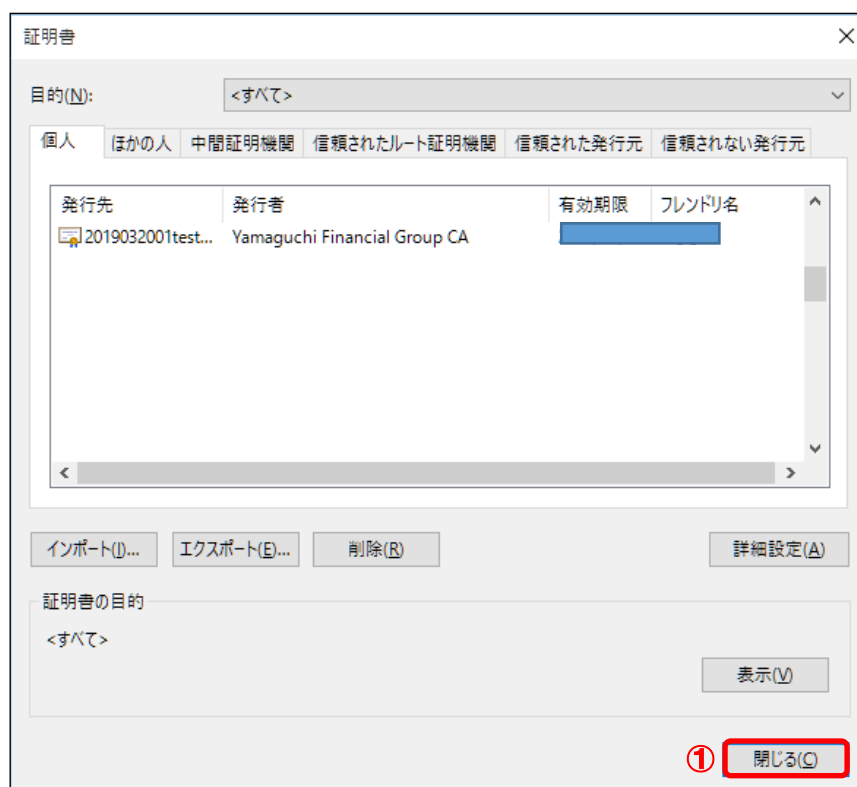 証明書
目的(N):
<すべて>
個人 ほかの人 中間証明機関 信頼されたルート証明機関 信頼された発行元 信頼されない発行元
発行先 発行者 有効期限 フレンドリ名
2019032001test... Yamaguchi Financial Group CA
インポート(I)... エクスポート(E)... 削除(R) 詳細設定(A)
証明書の目的
<すべて>
表示(V)
① 閉じる(C)